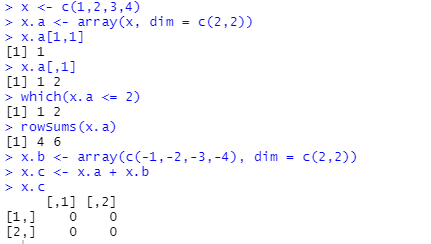 > x <- c(1,2,3,4)
> x.a <- array(x, dim = c(2,2))
> x.a[1,1]
[1] 1
> x.a[,1]
[1] 1 2
> which(x.a <= 2)
[1] 1 2
> rowSums(x.a)
[1] 4 6
> x.b <- array(c(-1,-2,-3,-4), dim = c(2,2))
> x.c <- x.a + x.b
> x.c
     [,1] [,2]
[1,]    0    0
[2,]    0    0